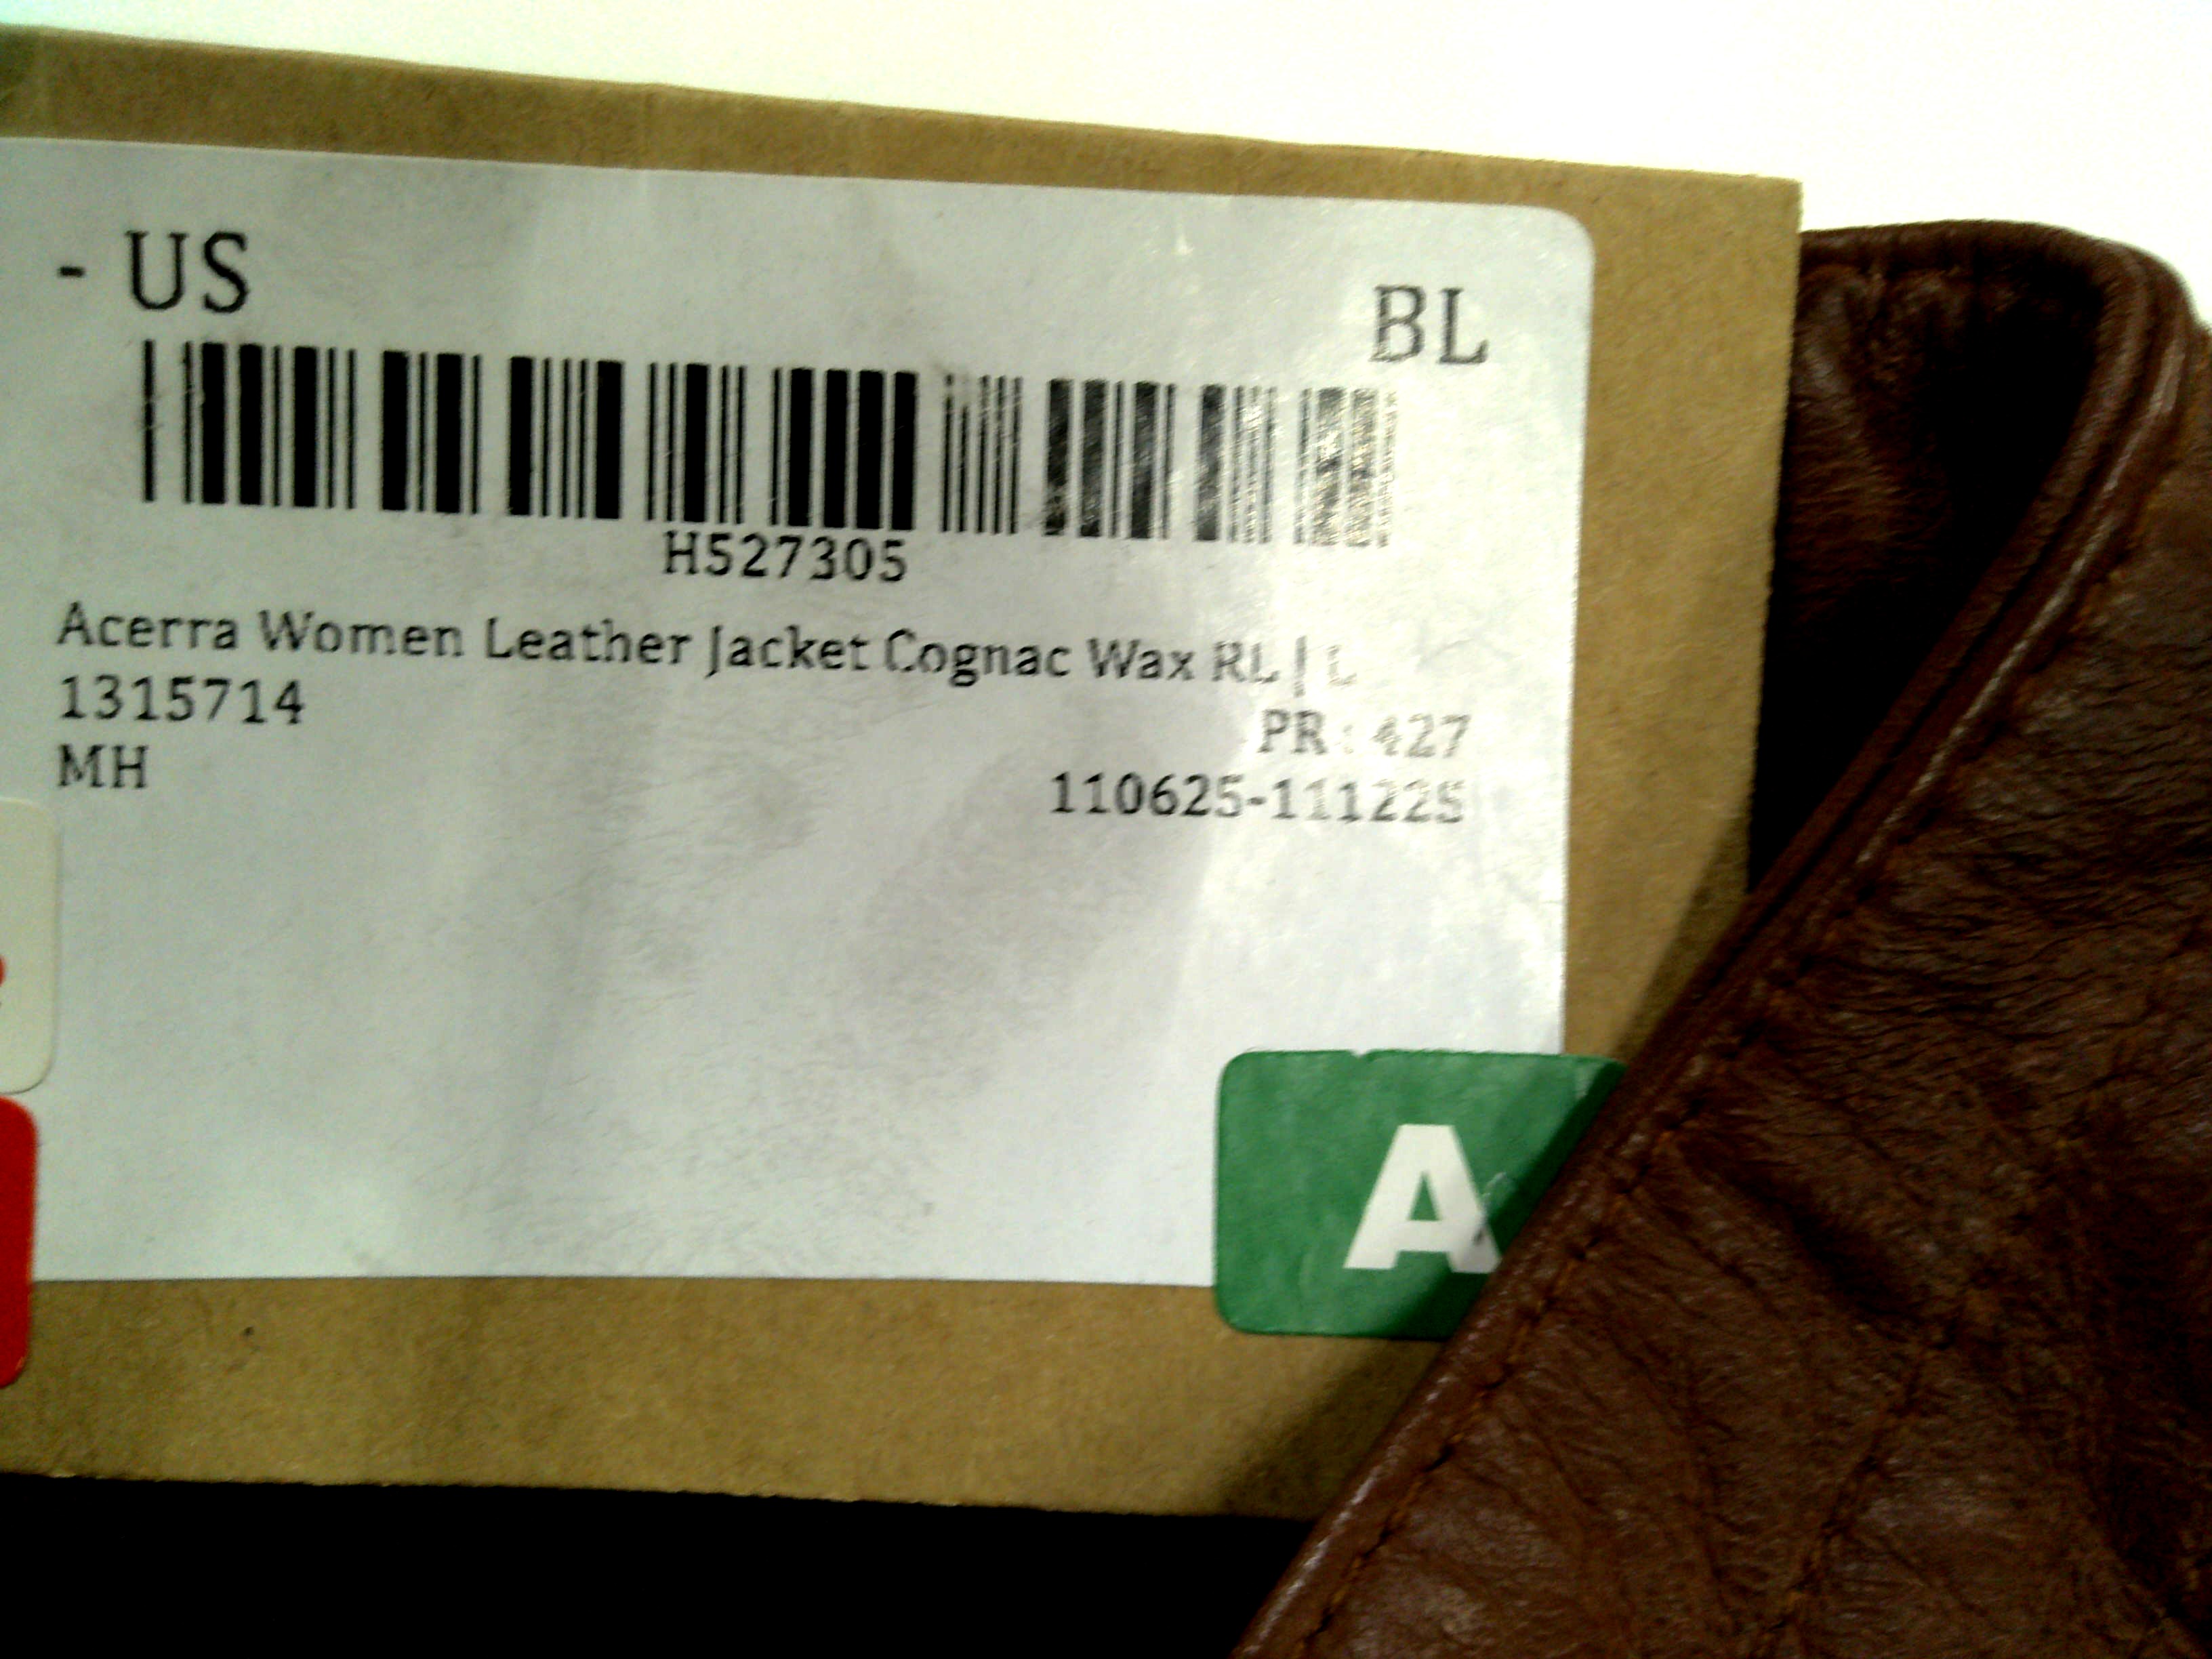 - US
BL
H527305
Acerra Women Leather Jacket Cognac Wax RL | L
1315714
PR : 427
MH
110625-111225
A